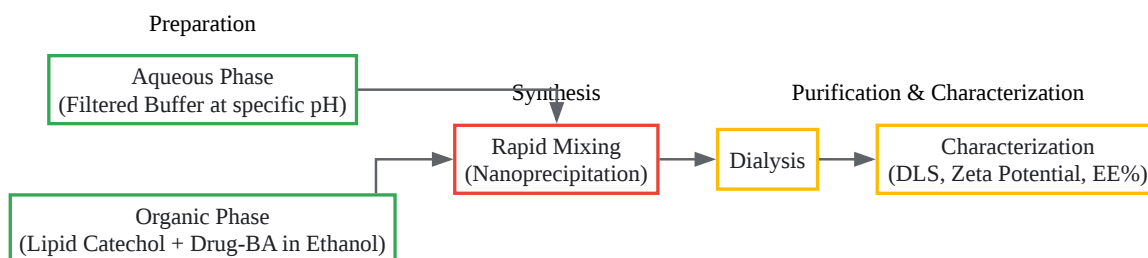 Preparation
Aqueous Phase
(Filtered Buffer at specific pH)
Synthesis
Purification & Characterization
Rapid Mixing
(Nanoprecipitation)
Dialysis
Characterization
(DLS, Zeta Potential, EE%)
Organic Phase
(Lipid Catechol + Drug-BA in Ethanol)